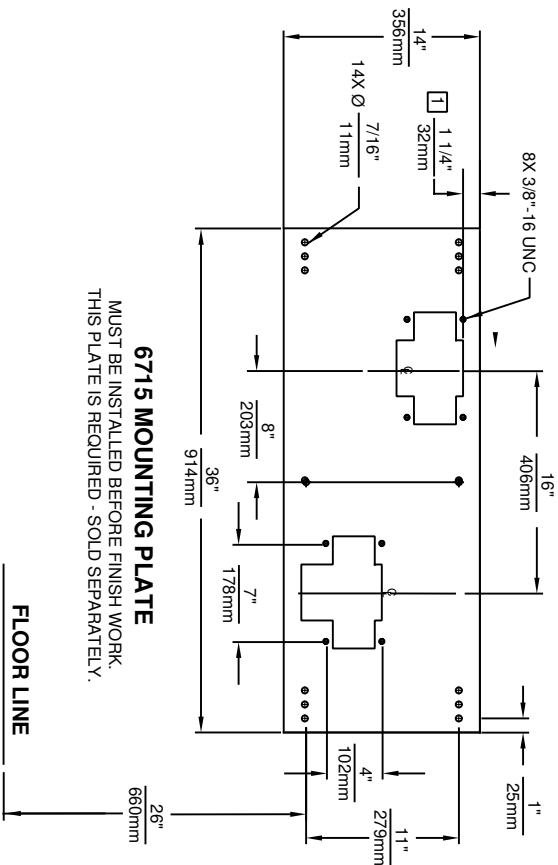 14"
356mm
1
1 1/4"
32mm
14X Ø
7/16"
11mm
8X 3/8"-16 UNC
16"
406mm
8"
203mm
36"
914mm
7"
178mm
4"
102mm
11"
279mm
1"
25mm
26"
660mm
6715 MOUNTING PLATE
MUST BE INSTALLED BEFORE FINISH WORK.
THIS PLATE IS REQUIRED - SOLD SEPARATELY.
FLOOR LINE